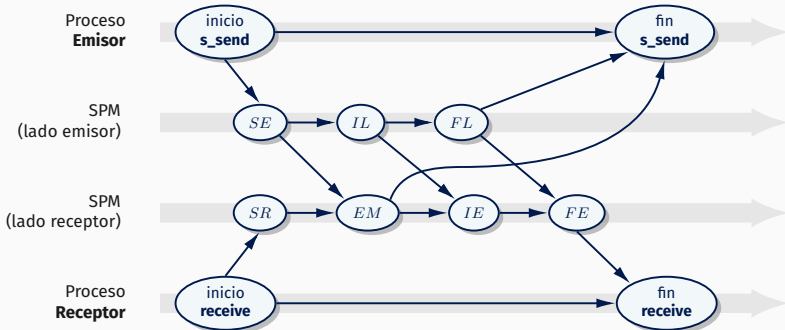 Proceso
Emisor
inicio
s_send
fin
s_send
SPM
(lado emisor)
SE
IL
FL
SPM
(lado receptor)
SR
EM
IE
FE
Proceso
Receptor
inicio
receive
fin
receive